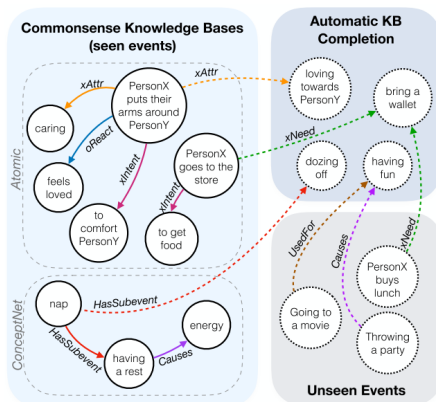 Commonsense Knowledge Bases
(seen events)
Automatic KB
Completion
Atomic
xAttr
PersonX
puts their
arms around
PersonY
caring
oReact
feels
loved
xIntent
to
comfort
PersonY
PersonX
goes to the
store
xIntent
to get
food
xAttr
loving
towards
PersonY
bring a
wallet
xNeed
dozing
off
having
fun
ConceptNet
nap
HasSubevent
HasSubevent
having
a rest
Causes
energy
UsedFor
Causes
xNeed
Going to
a movie
PersonX
buys
lunch
Throwing
a party
Unseen Events